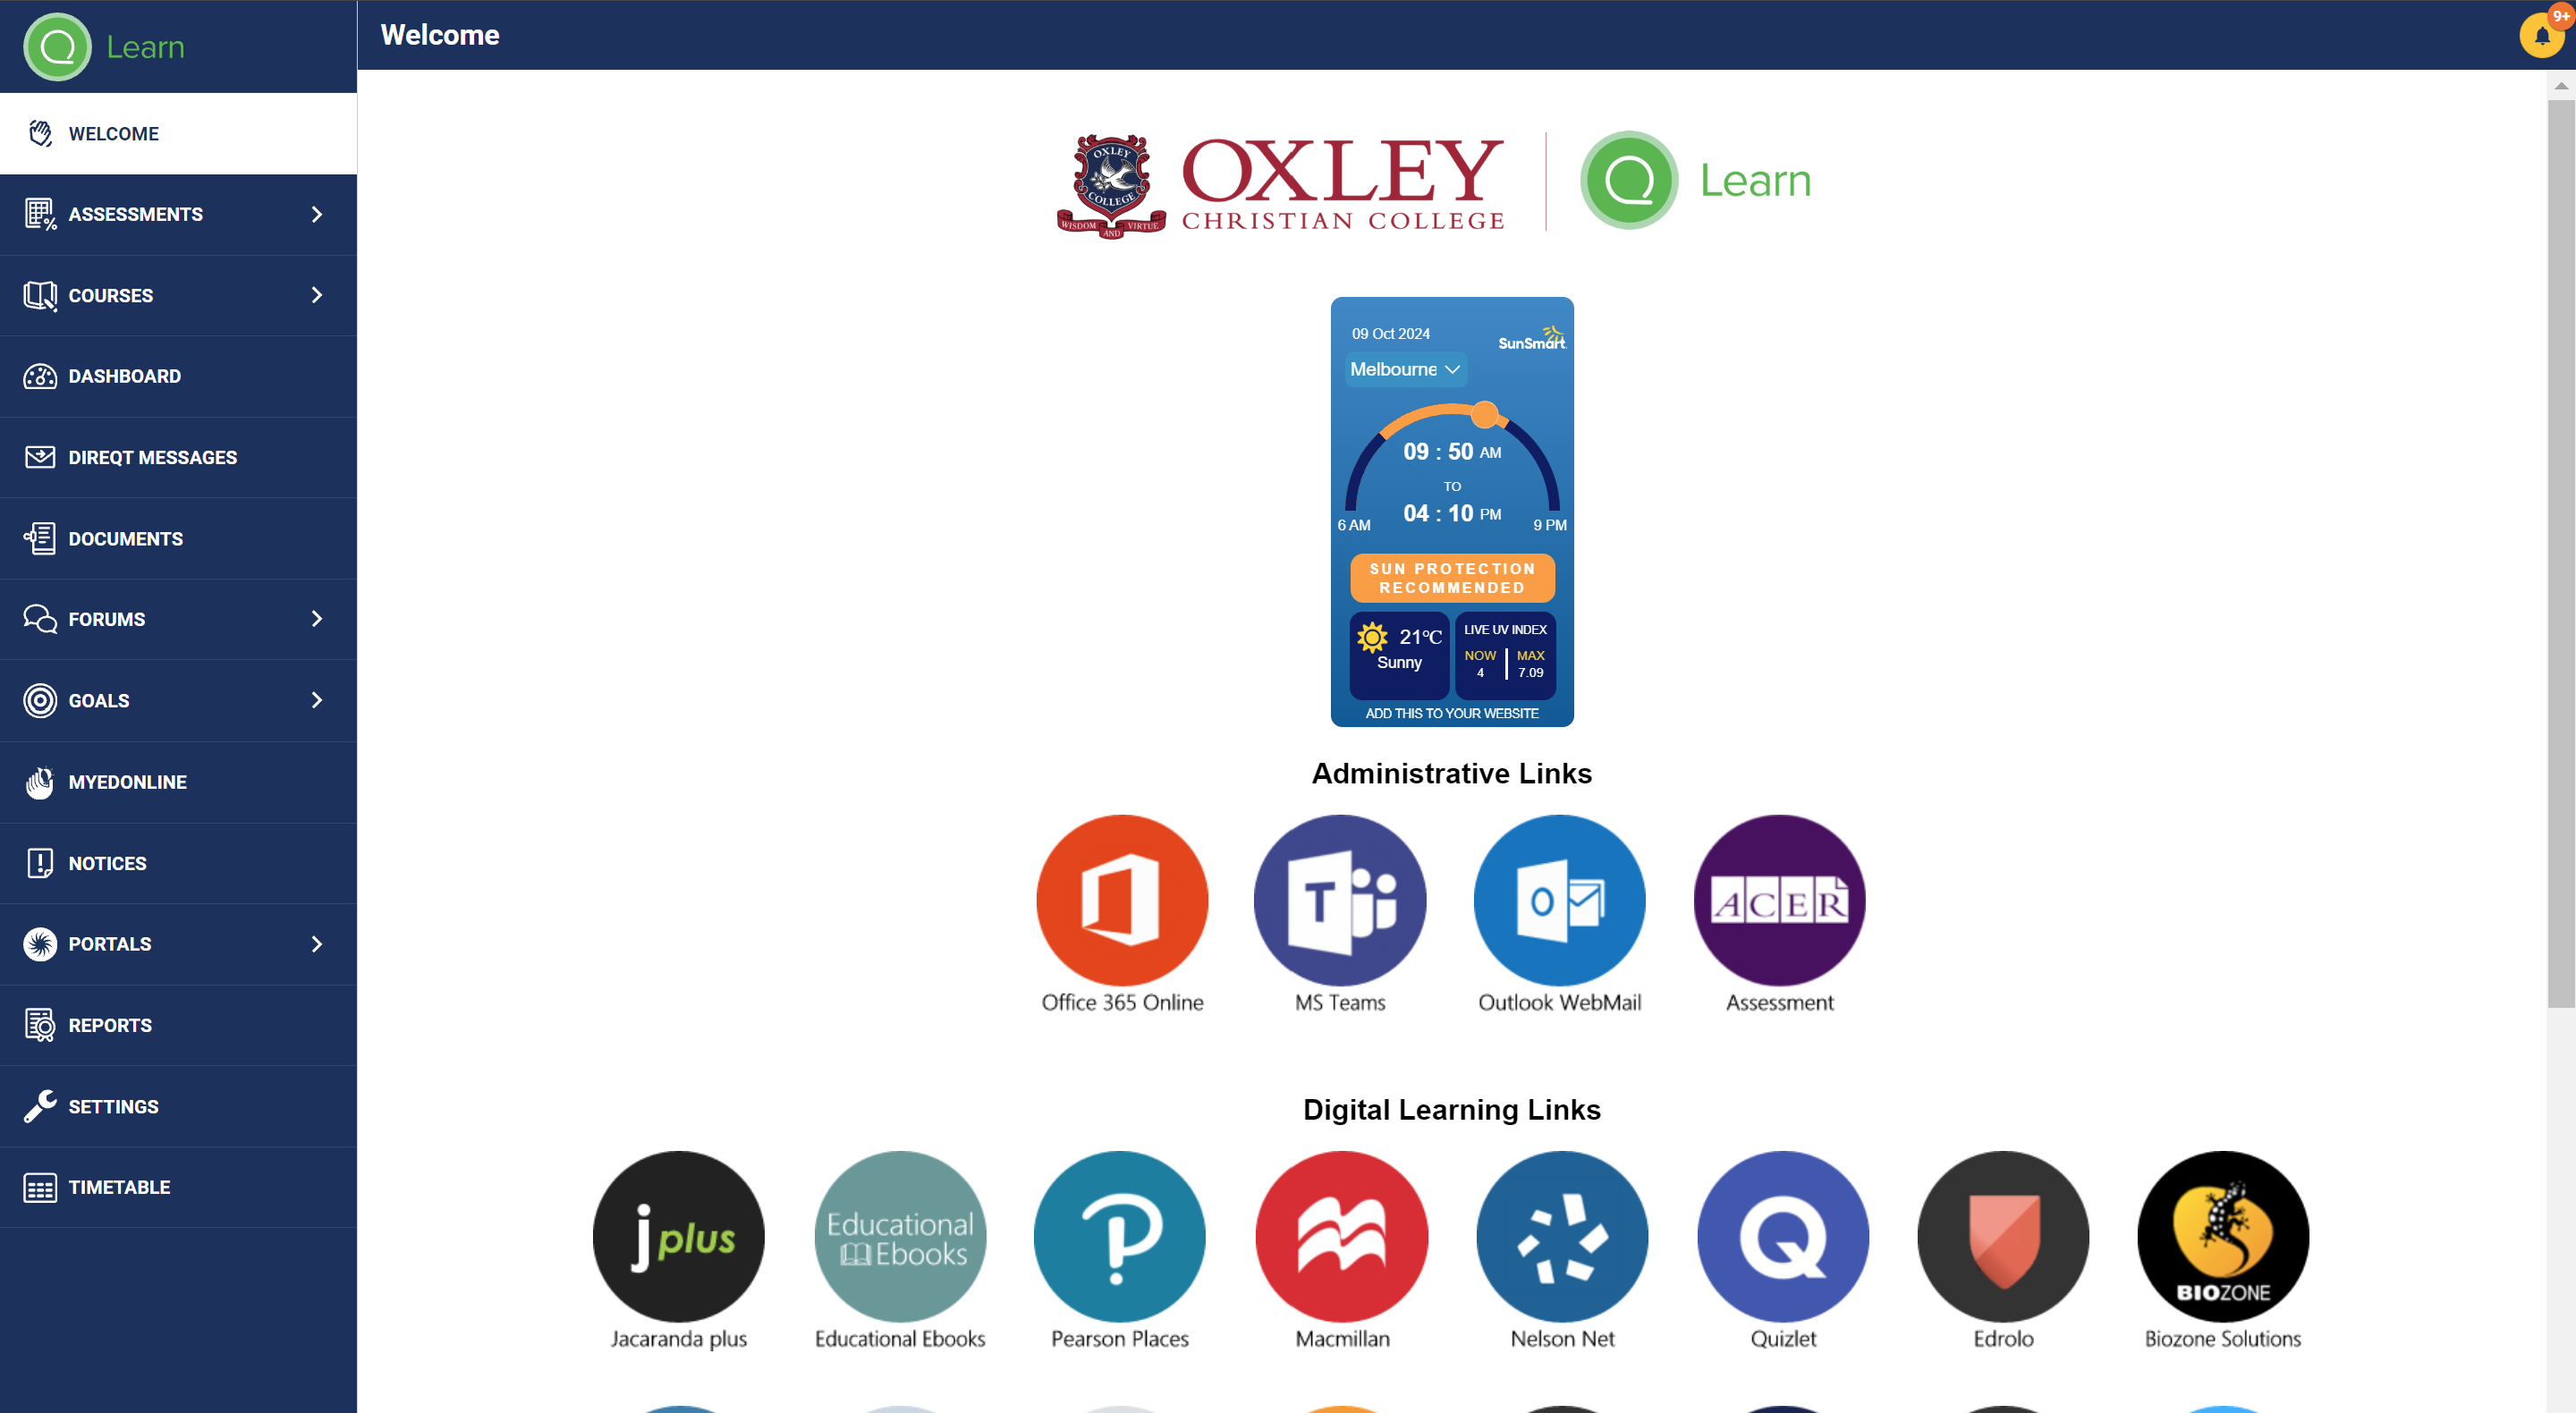 Learn
Welcome
9+
WELCOME
ASSESSMENTS
COURSES
DASHBOARD
DIREQT MESSAGES
DOCUMENTS
FORUMS
GOALS
MYEDONLINE
NOTICES
PORTALS
REPORTS
SETTINGS
TIMETABLE
OXLEY
COLLEGE
WISDOM AND VIRTUE
OXLEY
CHRISTIAN COLLEGE
Learn
09 Oct 2024
SunSmart
Melbourne
09 : 50 AM
TO
04 : 10 PM
6 AM 9 PM
SUN PROTECTION
RECOMMENDED
21°C
Sunny
LIVE UV INDEX
NOW MAX
4 7.09
ADD THIS TO YOUR WEBSITE
Administrative Links
ACER
Office 365 Online MS Teams Outlook WebMail Assessment
Digital Learning Links
j plus
Educational
Ebooks
BIOZONE
Jacaranda plus Educational Ebooks Pearson Places Macmillan Nelson Net Quizlet Edrolo Biozone Solutions